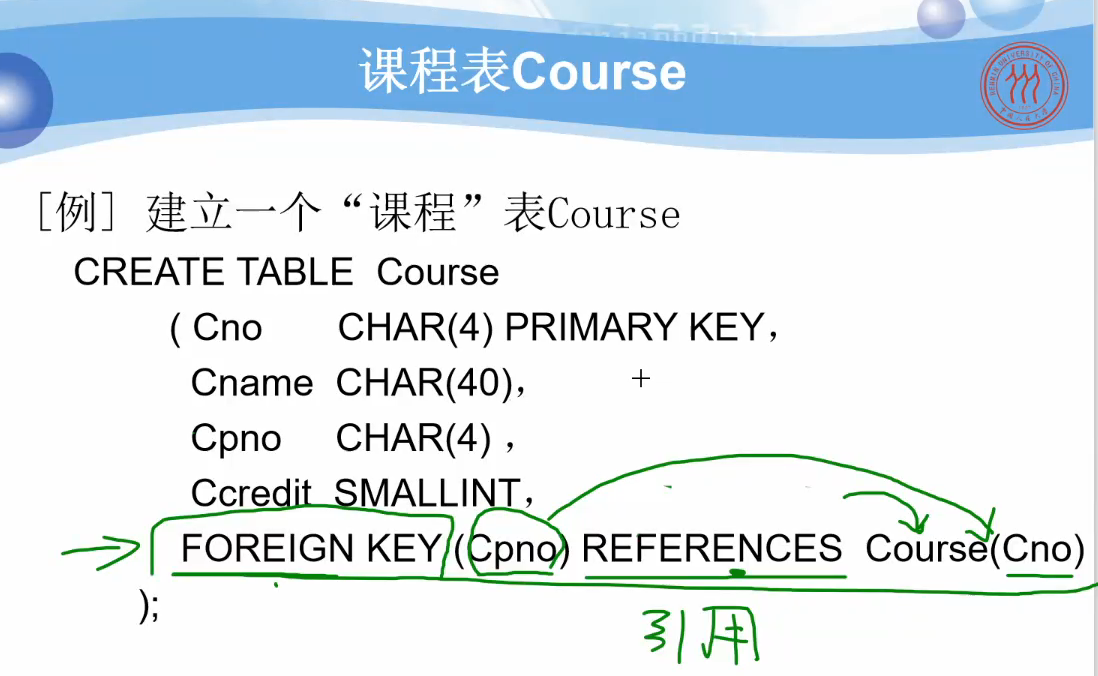 课程表Course
[例] 建立一个“课程”表Course
CREATE TABLE Course
( Cno CHAR(4) PRIMARY KEY，
Cname CHAR(40)，
Cpno CHAR(4) ，
Ccredit SMALLINT，
FOREIGN KEY (Cpno) REFERENCES Course(Cno)
);
引用